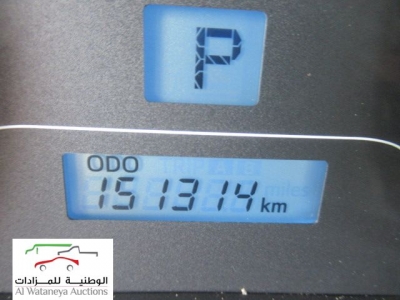 P
ODO
151314 km
الوطنية للمزادات
Al Wataneya Auctions